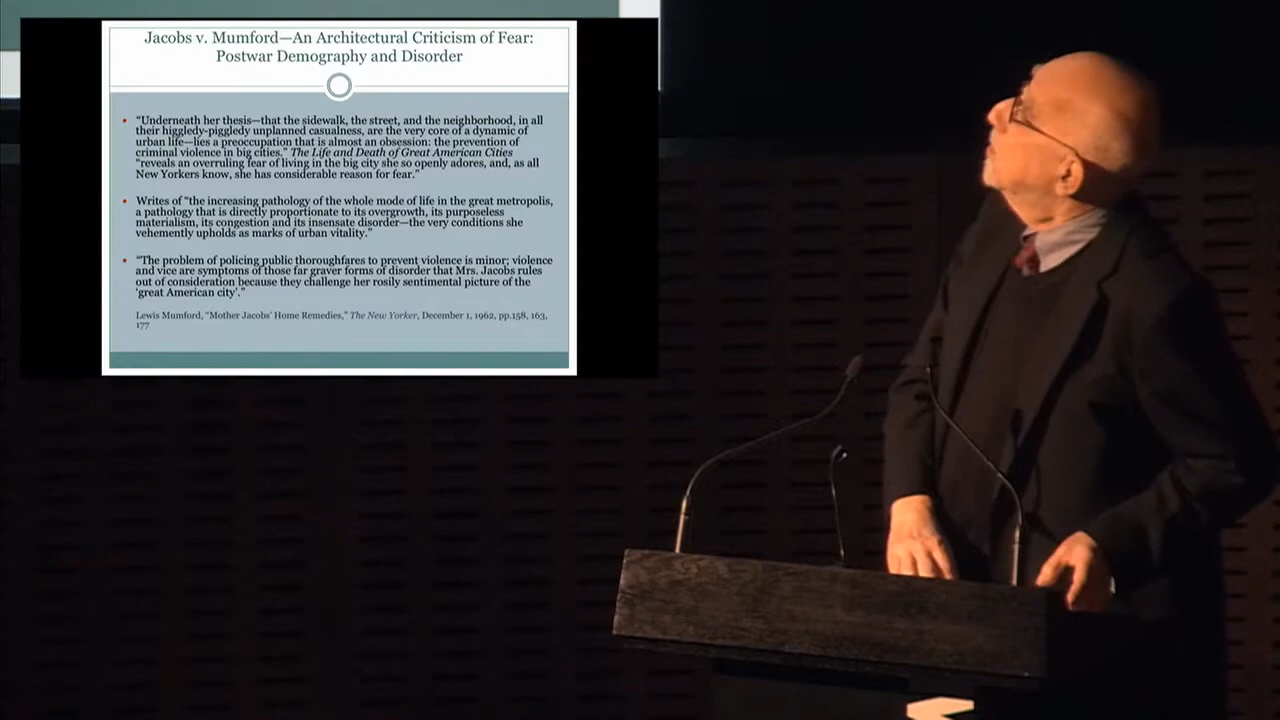 Jacobs v. Mumford—An Architectural Criticism of Fear:
Postwar Demography and Disorder
• “Underneath her thesis—that the sidewalk, the street, and the neighborhood, in all
their higgledy-piggledy unplanned casualness, are the very core of a dynamic of
urban life—lies a preoccupation that is almost an obsession: the prevention of
criminal violence in big cities.” The Life and Death of Great American Cities
“reveals an overruling fear of living in the big city she so openly adores, and, as all
New Yorkers know, she has considerable reason for fear.”
• Writes of “the increasing pathology of the whole mode of life in the great metropolis,
a pathology that is directly proportionate to its overgrowth, its purposeless
materialism, its congestion and its insensate disorder—the very conditions she
vehemently upholds as marks of urban vitality.”
• “The problem of policing public thoroughfares to prevent violence is minor; violence
and vice are symptoms of those far graver forms of disorder that Mrs. Jacobs rules
out of consideration because they challenge her rosily sentimental picture of the
‘great American city’.”
Lewis Mumford, “Mother Jacobs’ Home Remedies,” The New Yorker, December 1, 1962, pp.158, 163,
177